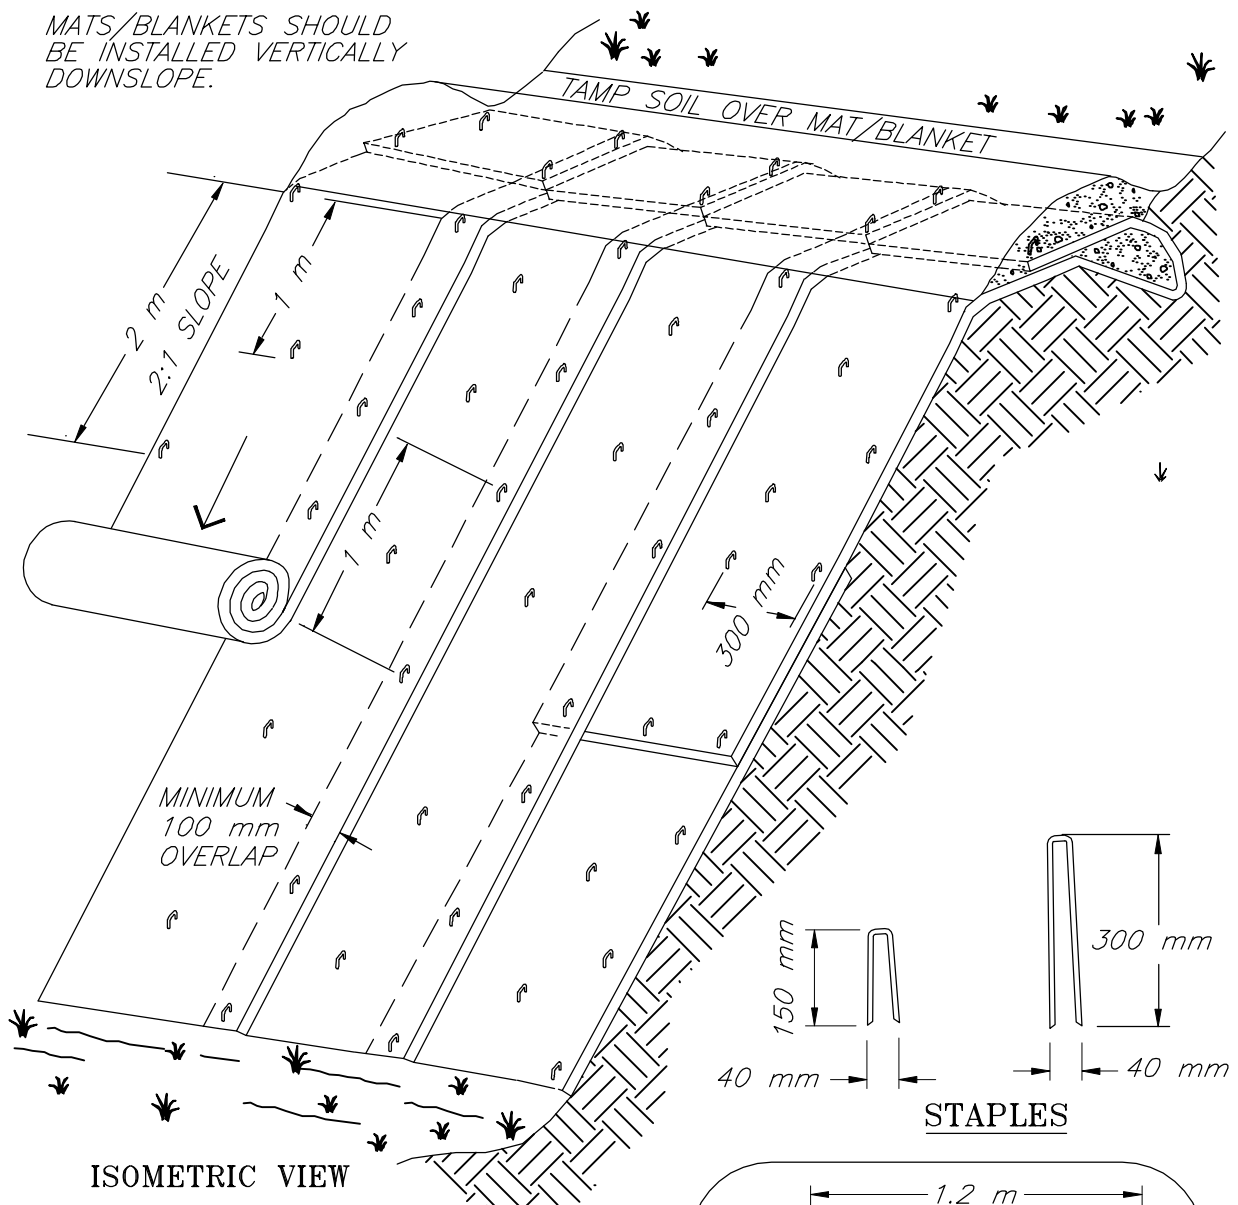 MATS/BLANKETS SHOULD
BE INSTALLED VERTICALLY
DOWNSLOPE.
TAMP SOIL OVER MAT/BLANKET
2 m
2:1 SLOPE
1 m
1 m
300 mm
MINIMUM
100 mm
OVERLAP
150 mm
300 mm
40 mm
40 mm
STAPLES
ISOMETRIC VIEW
1.2 m